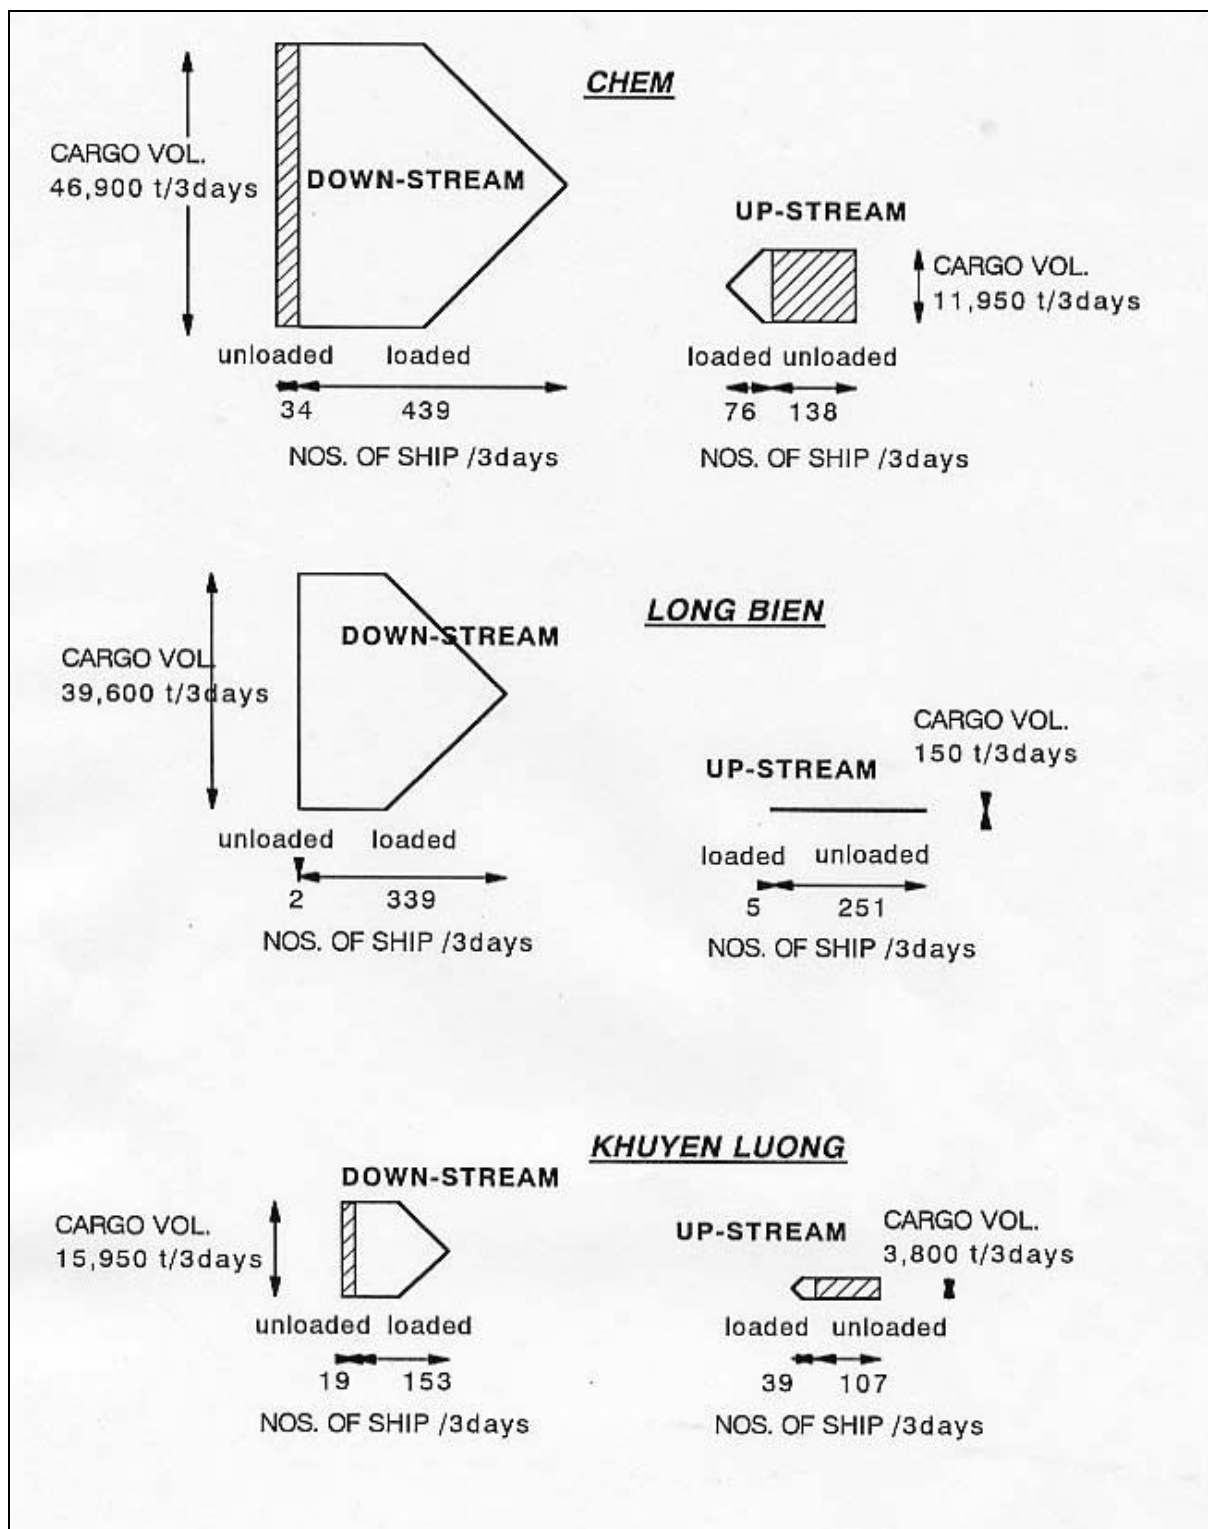 CHEM
CARGO VOL.
46,900 t/3days
DOWN-STREAM
UP-STREAM
CARGO VOL.
11,950 t/3days
unloaded loaded
loaded unloaded
34 439
76 138
NOS. OF SHIP /3days
NOS. OF SHIP /3days
LONG BIEN
DOWN-STREAM
CARGO VOL.
39,600 t/3days
CARGO VOL.
150 t/3days
UP-STREAM
unloaded loaded
loaded unloaded
2 339
5 251
NOS. OF SHIP /3days
NOS. OF SHIP /3days
KHUYEN LUONG
DOWN-STREAM
CARGO VOL.
15,950 t/3days
UP-STREAM
CARGO VOL.
3,800 t/3days
unloaded loaded
loaded unloaded
19 153
39 107
NOS. OF SHIP /3days
NOS. OF SHIP /3days